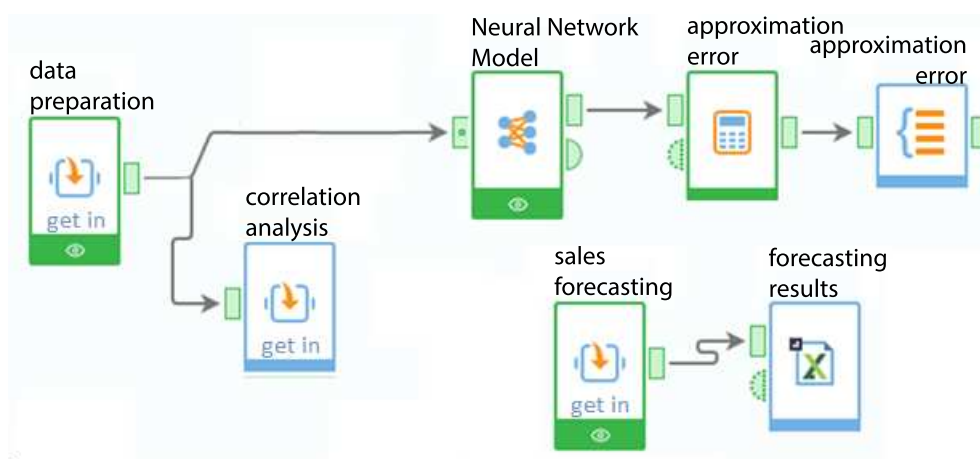 data
preparation
get in
correlation
analysis
get in
Neural Network
Model
approximation
error
approximation
error
sales
forecasting
get in
forecasting
results
X